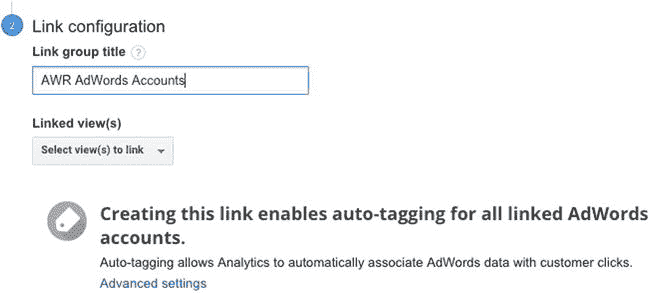 2 Link configuration
Link group title ?
AWR AdWords Accounts
Linked view(s)
Select view(s) to link
Creating this link enables auto-tagging for all linked AdWords
accounts.
Auto-tagging allows Analytics to automatically associate AdWords data with customer clicks.
Advanced settings